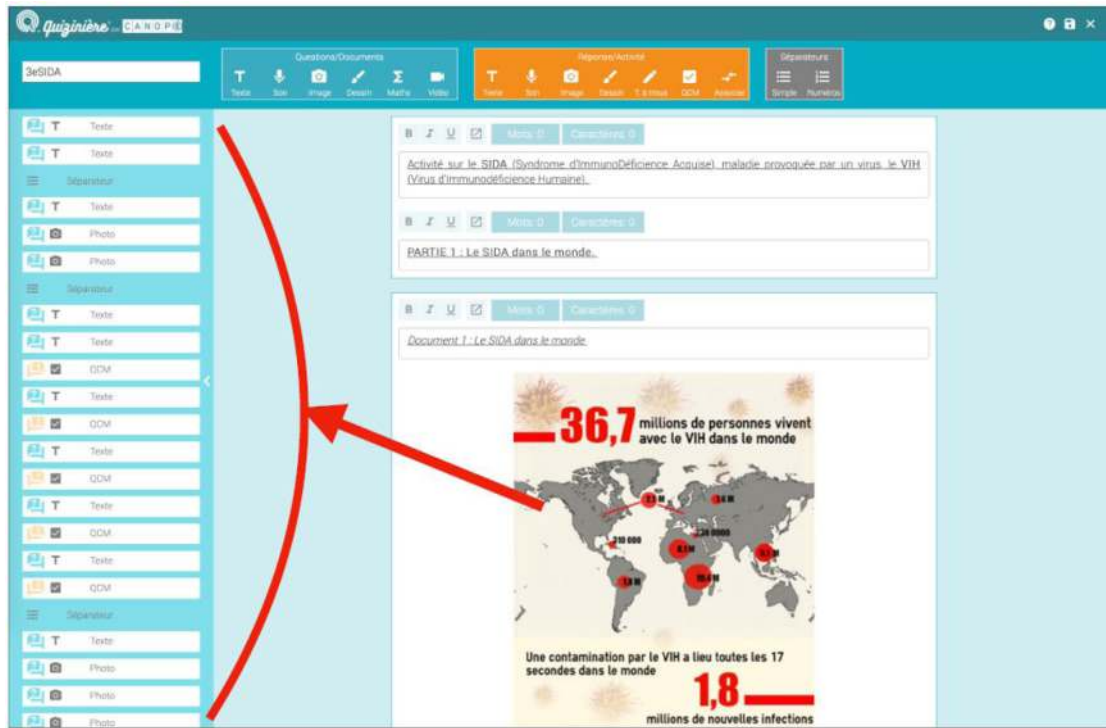 Quizinière CANOPÉ
3eSIDA
Questions/Documents
Texte Son Image Dessin Maths Vidéo
Réponse/Activité
Texte Son Image Dessin T. à trous QCM Associer
Séparateurs
Simple Numéros
T Texte
T Texte
Séparateur
T Texte
Photo
Photo
Séparateur
T Texte
T Texte
QCM
T Texte
QCM
T Texte
QCM
T Texte
QCM
T Texte
QCM
Séparateur
T Texte
Photo
Photo
Photo
B I U Mots: 0 Caractères: 0
Activité sur le SIDA (Syndrome d'ImmunoDéficience Acquise), maladie provoquée par un virus, le VIH
(Virus d'Immunodéficience Humaine).
B I U Mots: 0 Caractères: 0
PARTIE 1 : Le SIDA dans le monde.
B I U Mots: 0 Caractères: 0
Document 1 : Le SIDA dans le monde
36,7 millions de personnes vivent
avec le VIH dans le monde
310 000
Une contamination par le VIH a lieu toutes les 17
secondes dans le monde
1,8
millions de nouvelles infections